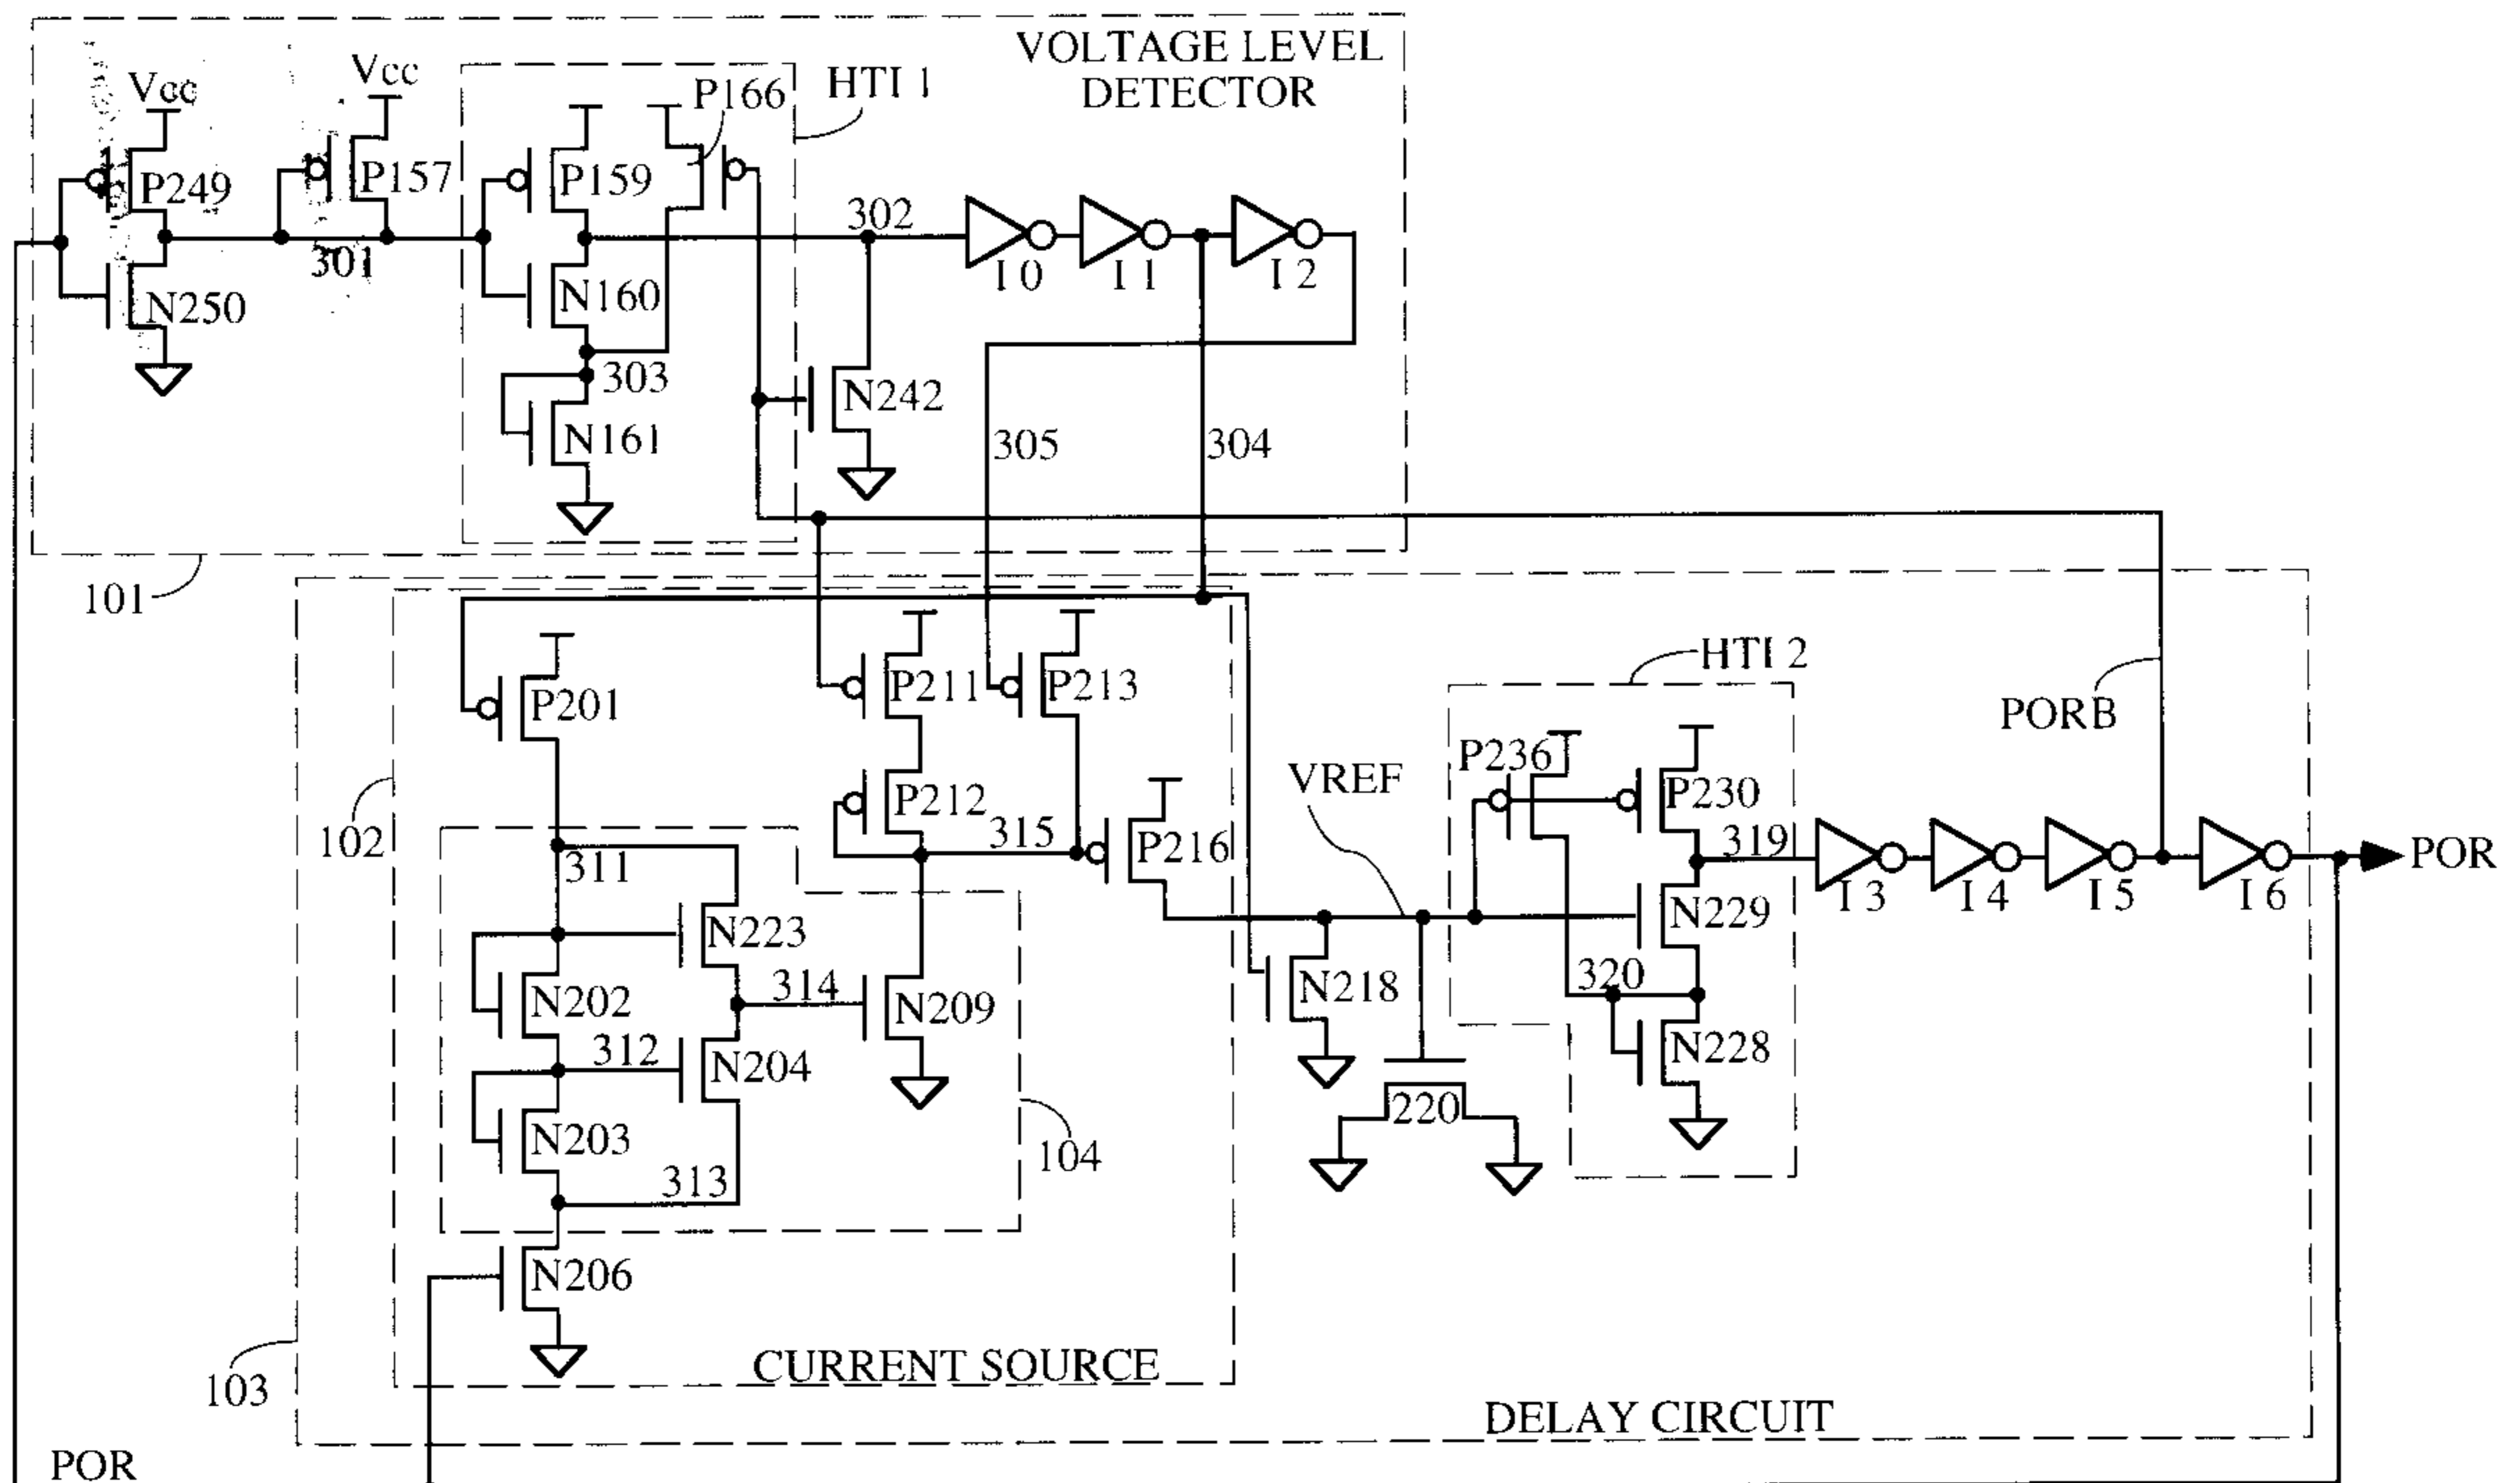 VOLTAGE LEVEL
DETECTOR
Vcc
Vcc
P166
HTI 1
P249
P157
P159
302
301
I 0
I 1
I 2
N250
N160
303
N242
N161
305
304
101
P201
P211
P213
HTI 2
PORB
P236
P230
VREF
P212
102
311
315
P216
319
POR
I 3
I 4
I 5
I 6
N223
N229
314
320
N202
N209
N218
312
N204
N228
220
N203
104
313
N206
CURRENT SOURCE
103
DELAY CIRCUIT
POR